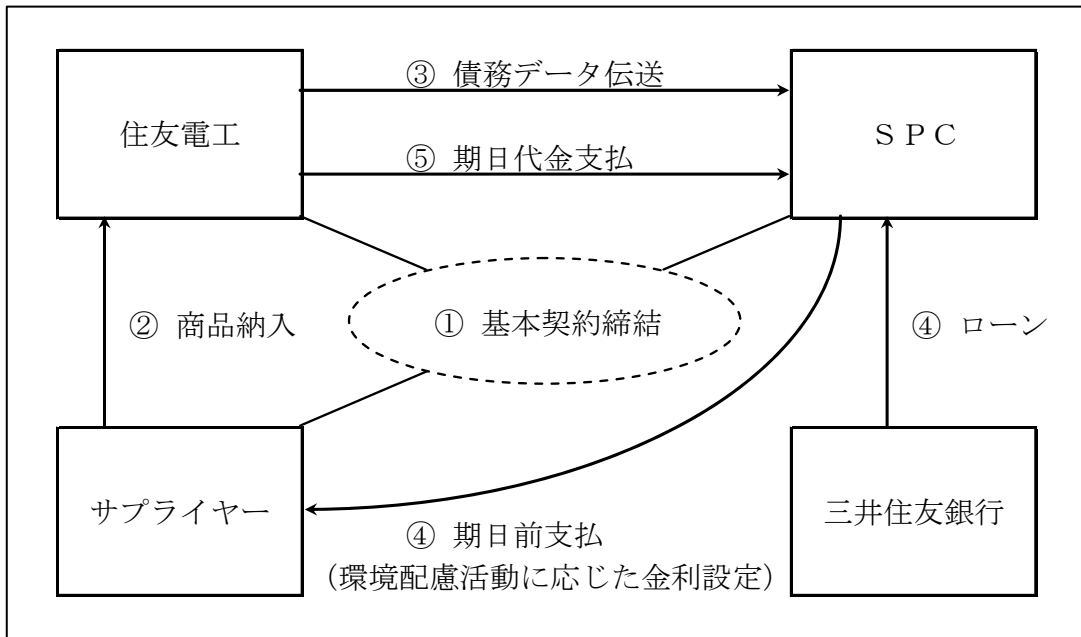 ③ 債務データ伝送
住友電工
ＳＰＣ
⑤ 期日代金支払
② 商品納入
① 基本契約締結
④ ローン
サプライヤー
三井住友銀行
④ 期日前支払
（環境配慮活動に応じた金利設定）